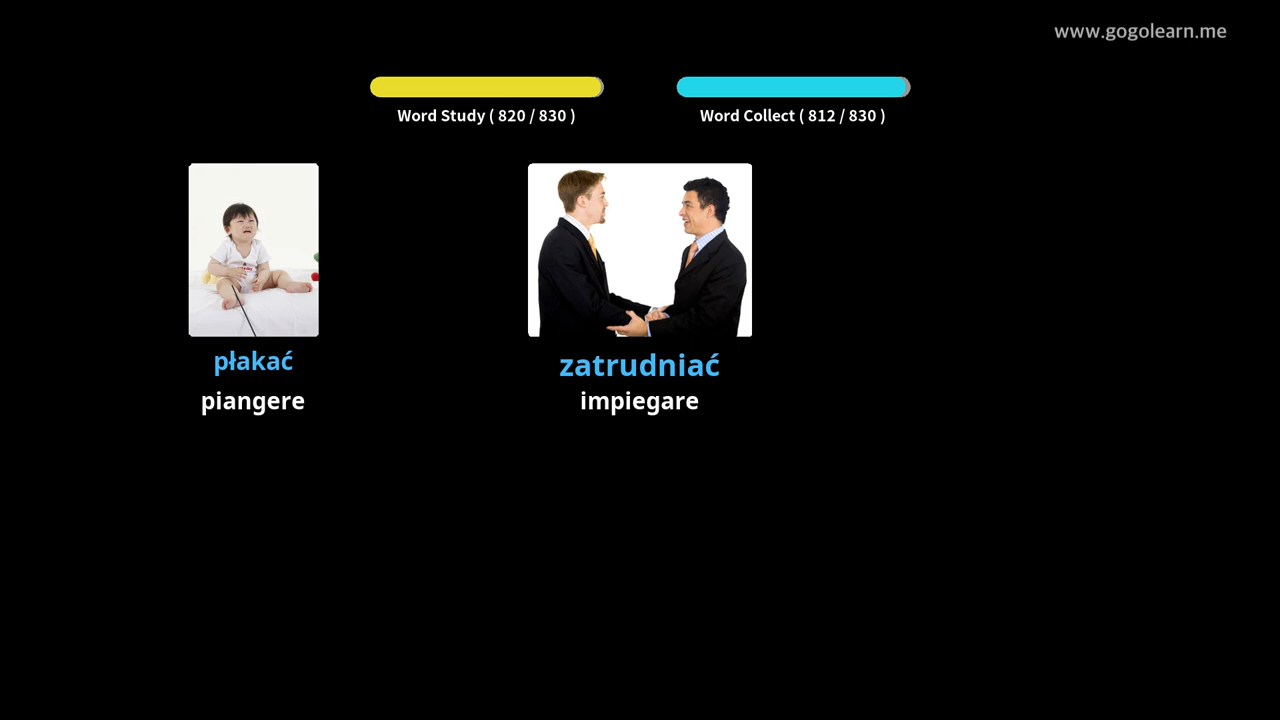 www.gogolearn.me
Word Study ( 820 / 830 )
Word Collect ( 812 / 830 )
płakać
piangere
zatrudniać
impiegare